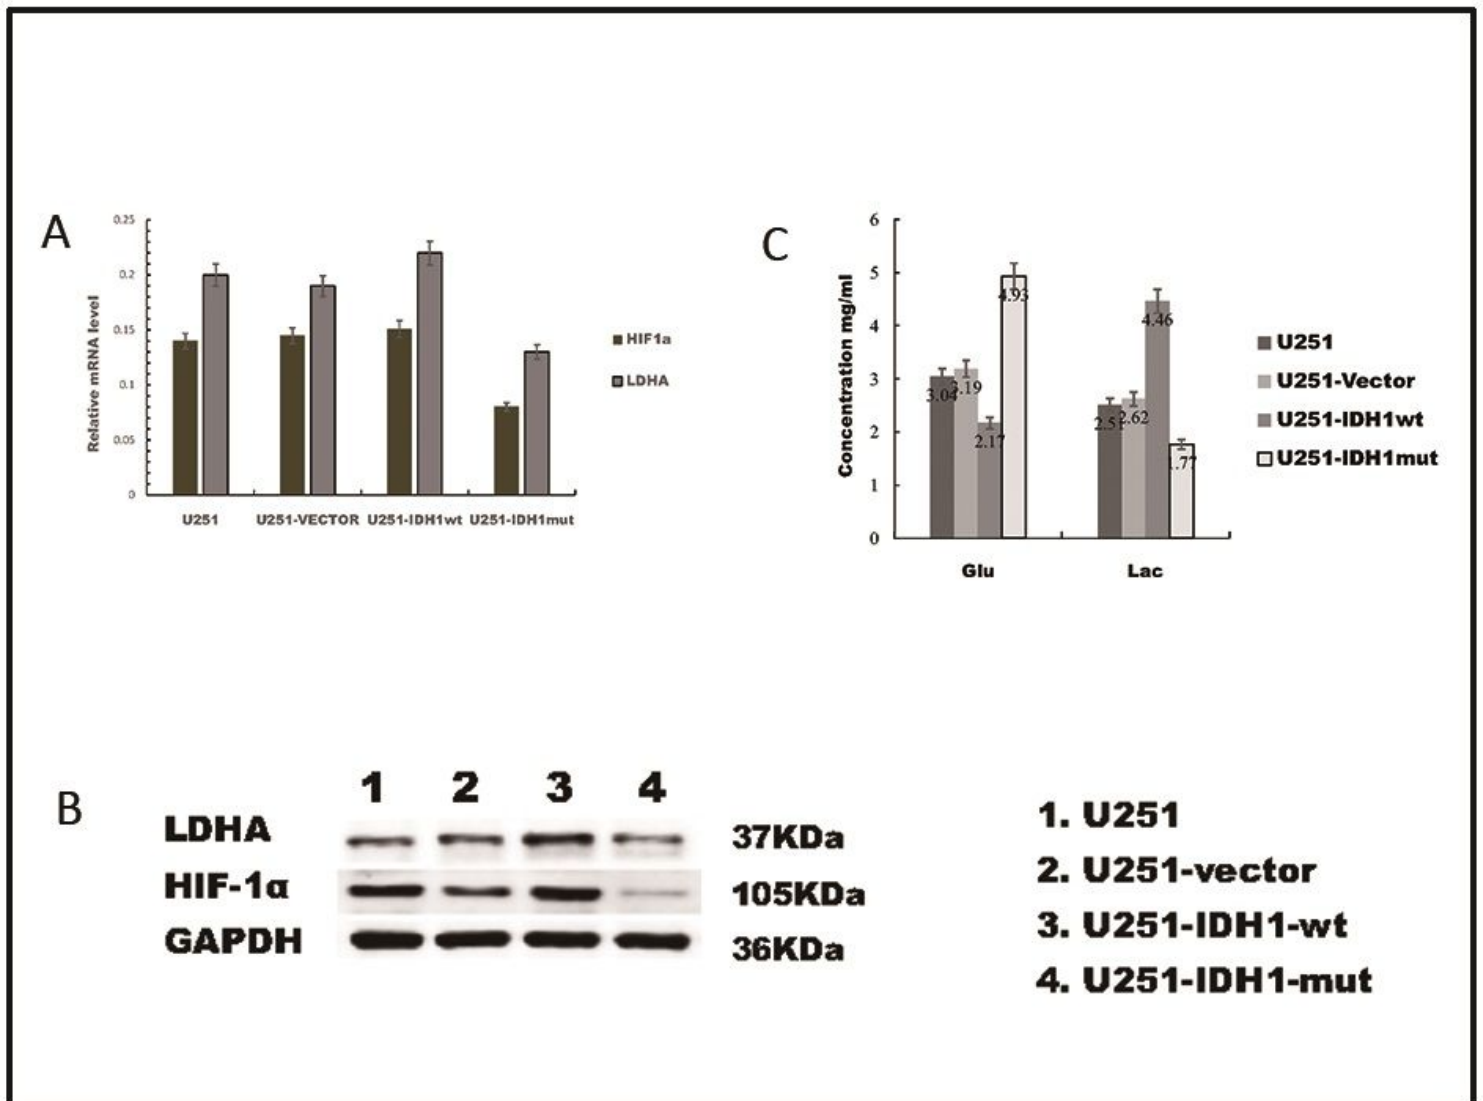 A
0.25
0.2
0.15
0.1
0.05
0
Relative mRNA level
U251 U251-VECTOR U251-IDH1wt U251-IDH1mut
HIF1a
LDHA
C
6
5
4
3
2
1
0
Concentration mg/ml
3.04 3.19 2.17 4.93
2.51 2.62 4.46 1.77
Glu Lac
U251
U251-Vector
U251-IDH1wt
U251-IDH1mut
B
1 2 3 4
LDHA 37KDa
HIF-1α 105KDa
GAPDH 36KDa
1. U251
2. U251-vector
3. U251-IDH1-wt
4. U251-IDH1-mut